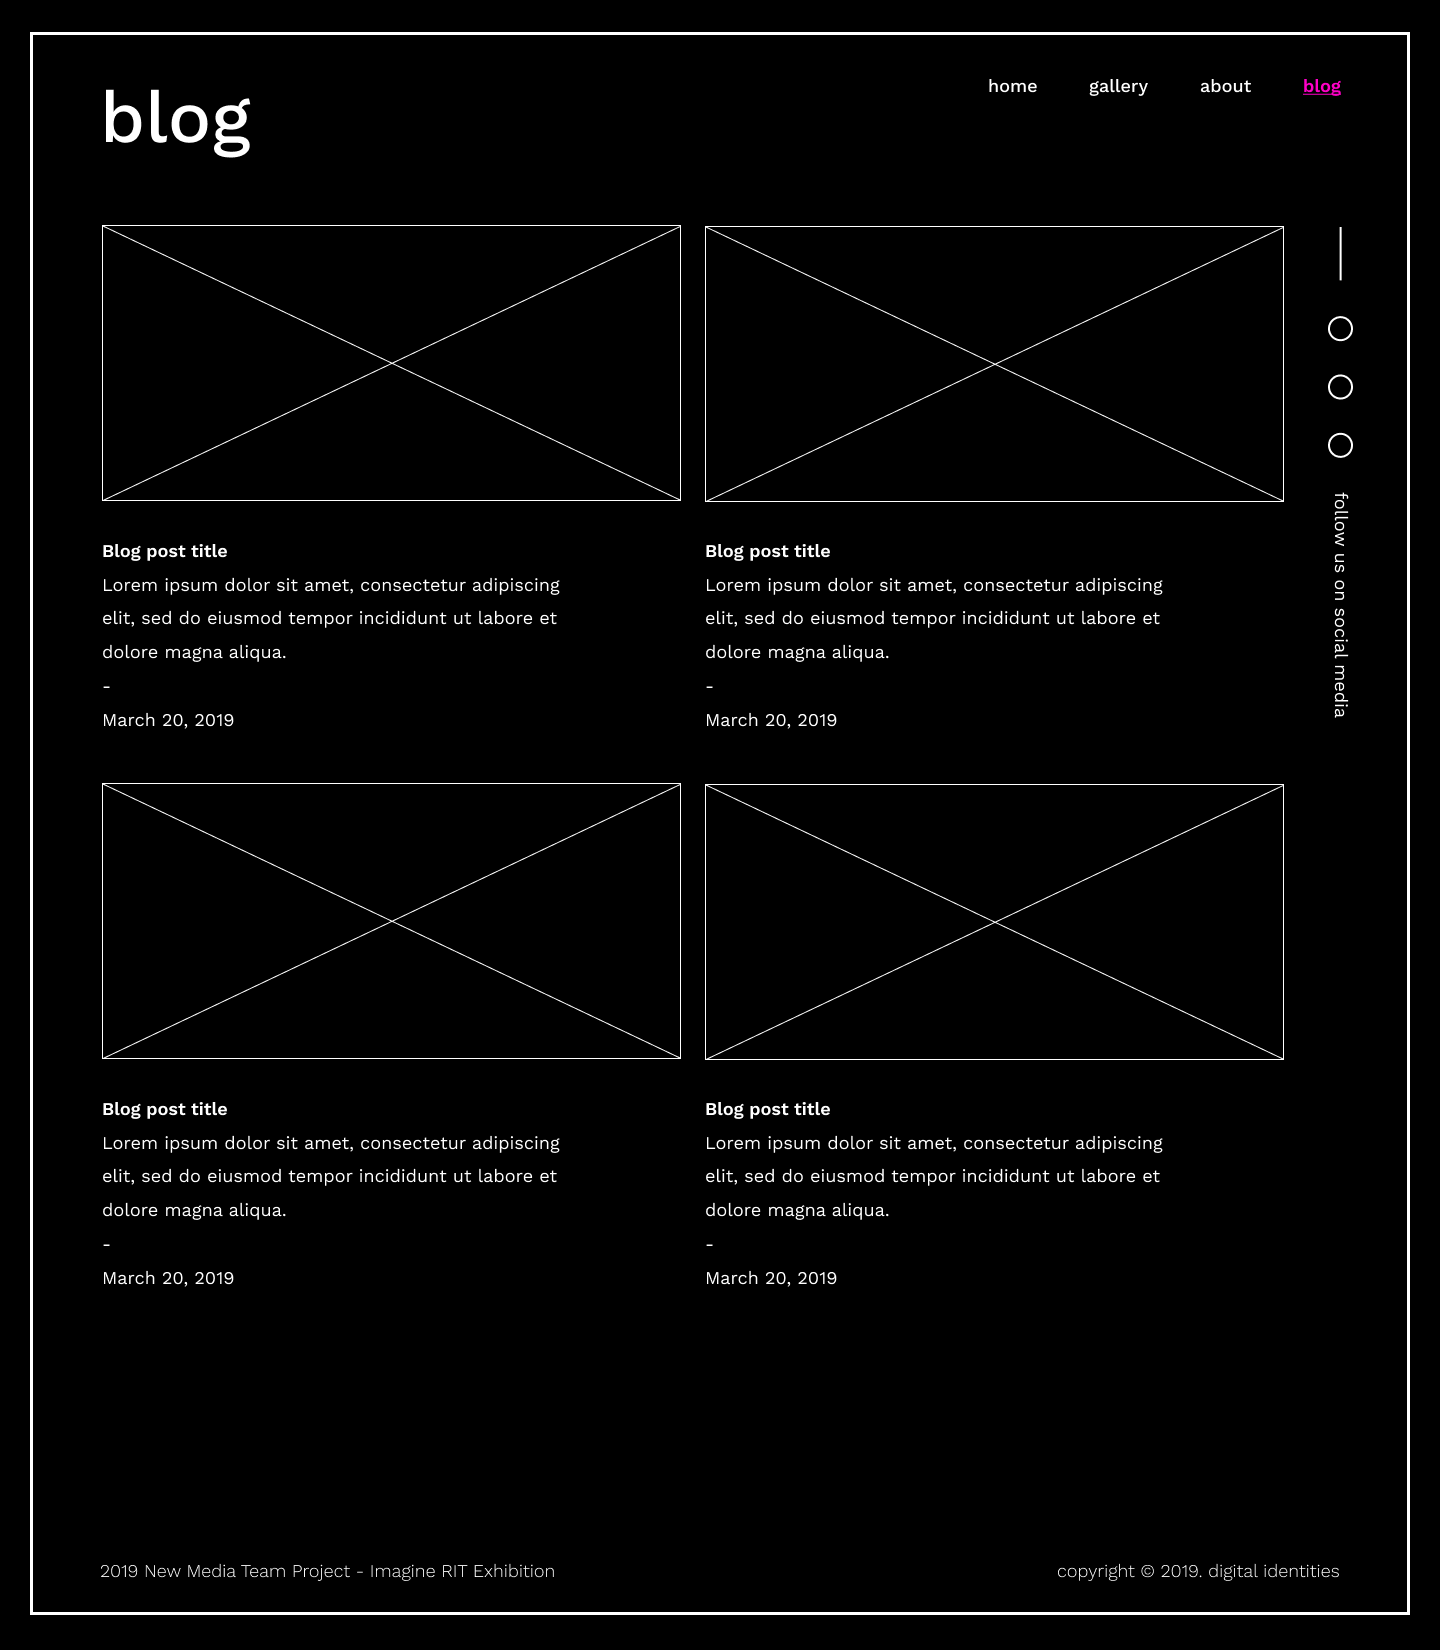 blog
home
gallery
about
blog
Blog post title
Lorem ipsum dolor sit amet, consectetur adipiscing
elit, sed do eiusmod tempor incididunt ut labore et
dolore magna aliqua.
-
March 20, 2019
Blog post title
Lorem ipsum dolor sit amet, consectetur adipiscing
elit, sed do eiusmod tempor incididunt ut labore et
dolore magna aliqua.
-
March 20, 2019
follow us on social media
Blog post title
Lorem ipsum dolor sit amet, consectetur adipiscing
elit, sed do eiusmod tempor incididunt ut labore et
dolore magna aliqua.
-
March 20, 2019
Blog post title
Lorem ipsum dolor sit amet, consectetur adipiscing
elit, sed do eiusmod tempor incididunt ut labore et
dolore magna aliqua.
-
March 20, 2019
2019 New Media Team Project - Imagine RIT Exhibition
copyright © 2019. digital identities